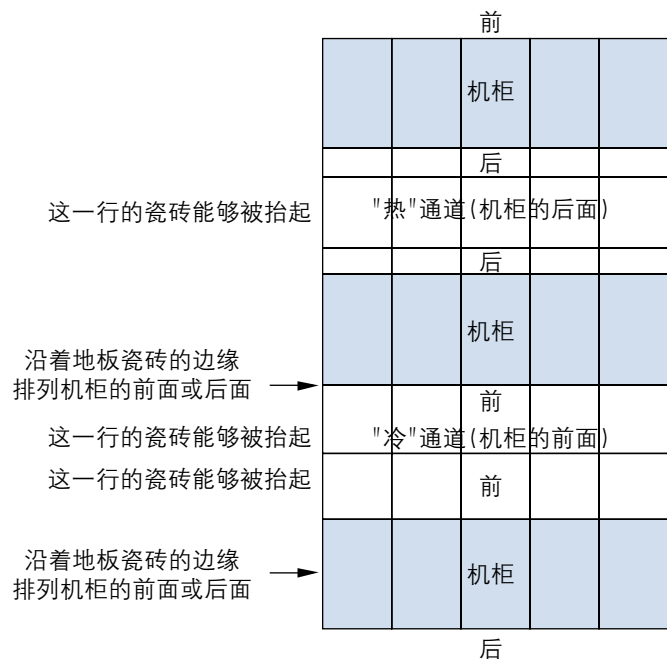 前
机柜
后
这一行的瓷砖能够被抬起
"热"通道(机柜的后面)
后
机柜
沿着地板瓷砖的边缘
排列机柜的前面或后面
前
这一行的瓷砖能够被抬起
"冷"通道(机柜的前面)
这一行的瓷砖能够被抬起
前
沿着地板瓷砖的边缘
排列机柜的前面或后面
机柜
后